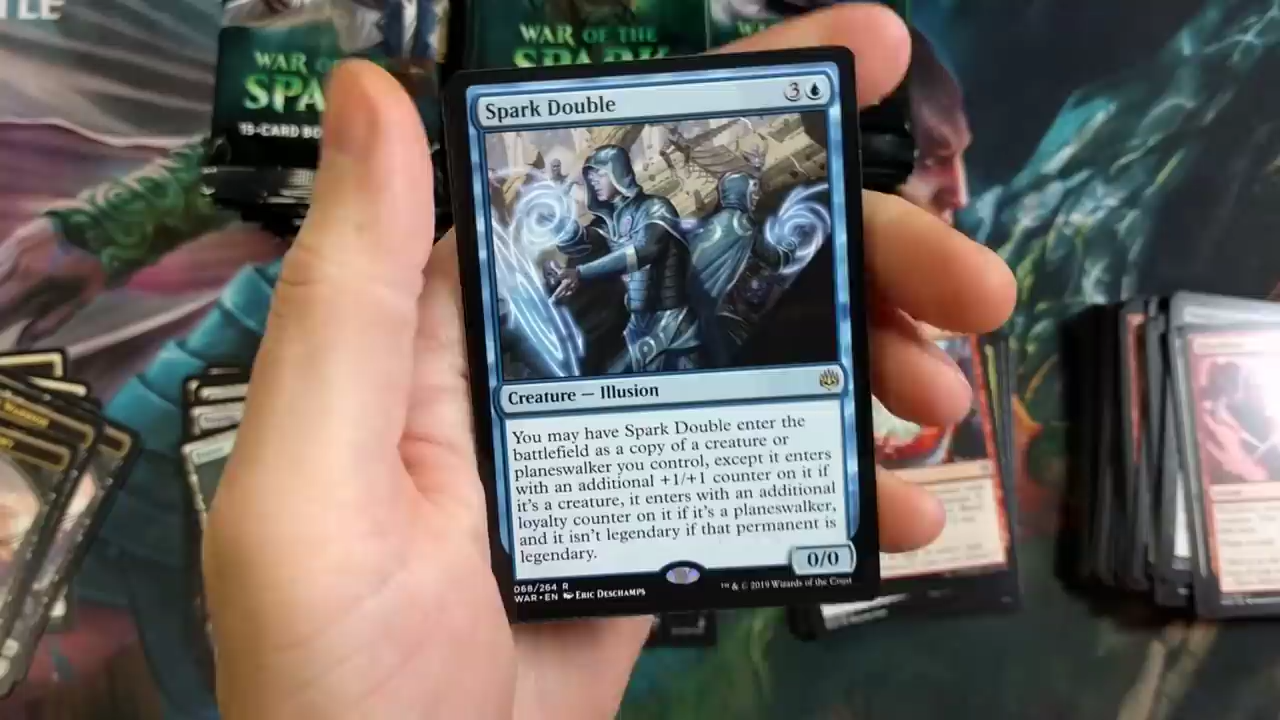 TLE
WAR OF
SPA
15-CARD BO
WAR OF THE
SPARK
W
Spark Double
3
Creature — Illusion
You may have Spark Double enter the
battlefield as a copy of a creature or
planeswalker you control, except it enters
with an additional +1/+1 counter on it if
it's a creature, it enters with an additional
loyalty counter on it if it's a planeswalker,
and it isn't legendary if that permanent is
legendary.
0/0
068/264 R
WAR • EN Eric Deschamps
™ & © 2019 Wizards of the Coast